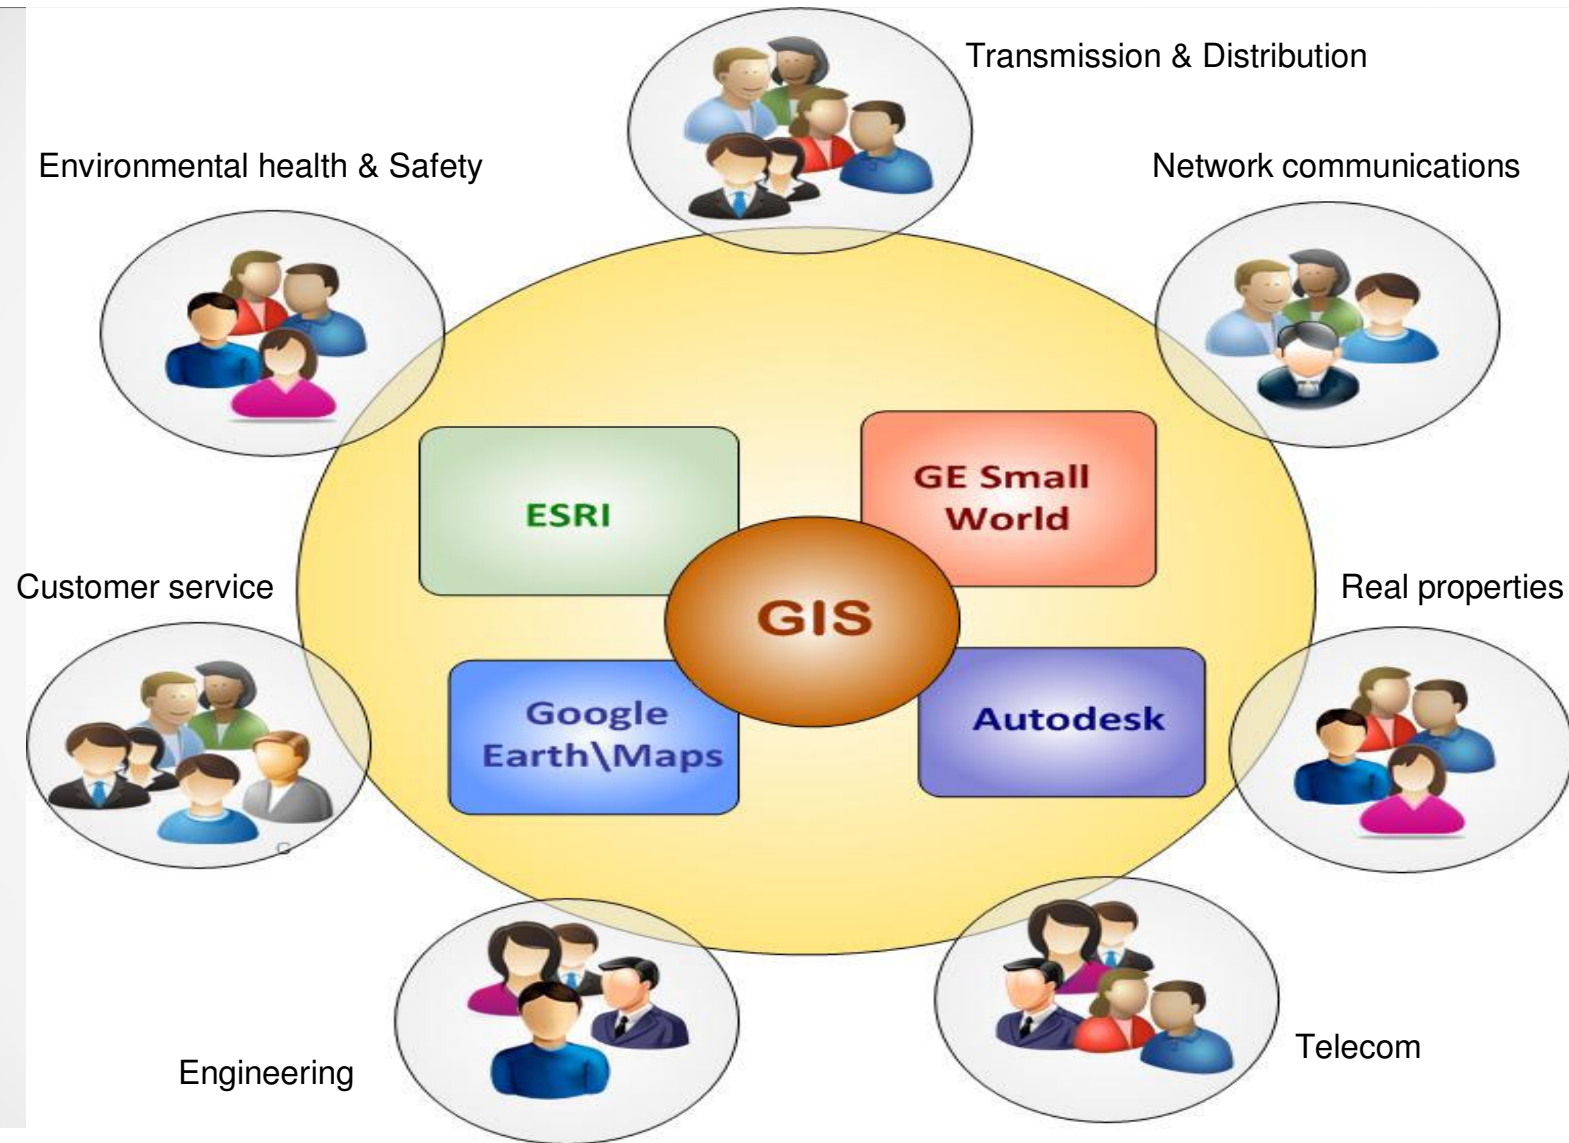 Transmission & Distribution
Environmental health & Safety
Network communications
ESRI
GE Small
World
Customer service
GIS
Real properties
Google
Earth\Maps
Autodesk
G
Engineering
Telecom